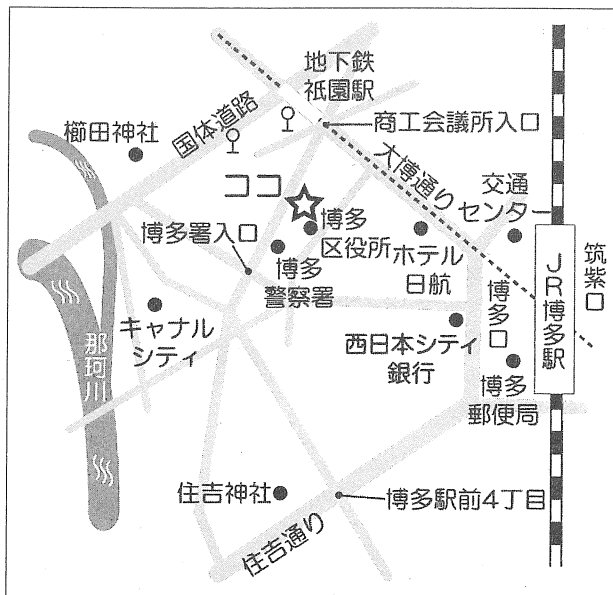 地下鉄
祇園駅
商工会議所入口
国体道路
櫛田神社
大博通り
交通
センター
ココ
博多
区役所
博多署入口
博多
警察署
ホテル
日航
筑紫口
JR博多駅
博多口
キャナル
シティ
西日本シティ
銀行
那珂川
博多
郵便局
住吉神社
博多駅前4丁目
住吉通り